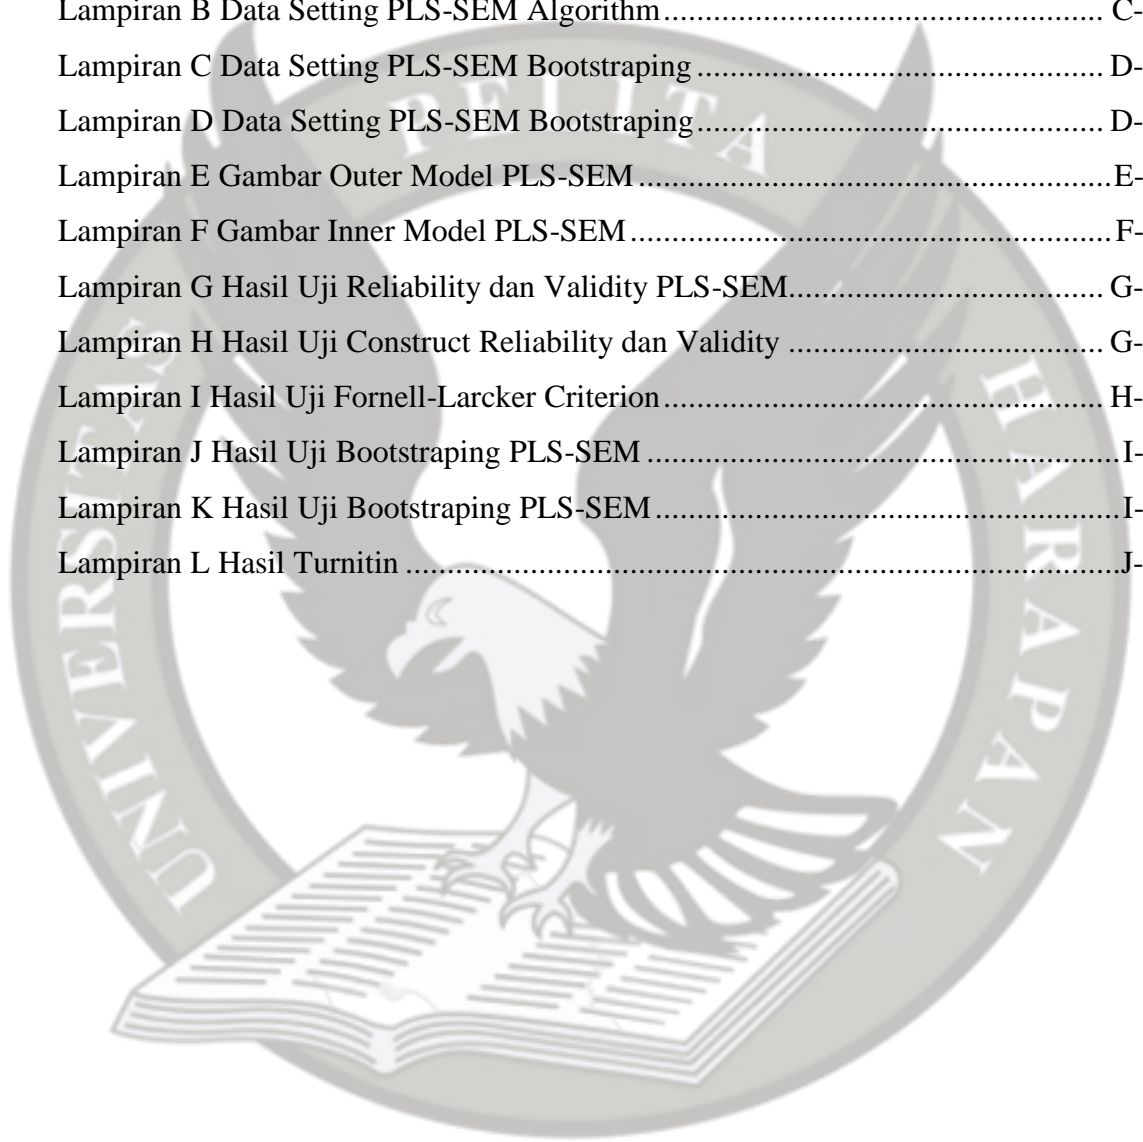 Lampiran B Data Setting PLS-SEM Algorithm.......................................................... C-
Lampiran C Data Setting PLS-SEM Bootstraping ..................................................... D-
Lampiran D Data Setting PLS-SEM Bootstraping..................................................... D-
Lampiran E Gambar Outer Model PLS-SEM .............................................................E-
Lampiran F Gambar Inner Model PLS-SEM ..............................................................F-
Lampiran G Hasil Uji Reliability dan Validity PLS-SEM......................................... G-
Lampiran H Hasil Uji Construct Reliability dan Validity ......................................... G-
Lampiran I Hasil Uji Fornell-Larcker Criterion.......................................................... H-
Lampiran J Hasil Uji Bootstraping PLS-SEM .............................................................I-
Lampiran K Hasil Uji Bootstraping PLS-SEM ............................................................I-
Lampiran L Hasil Turnitin ..........................................................................................J-
UNIVERSITAS
PELITA
HARAPAN